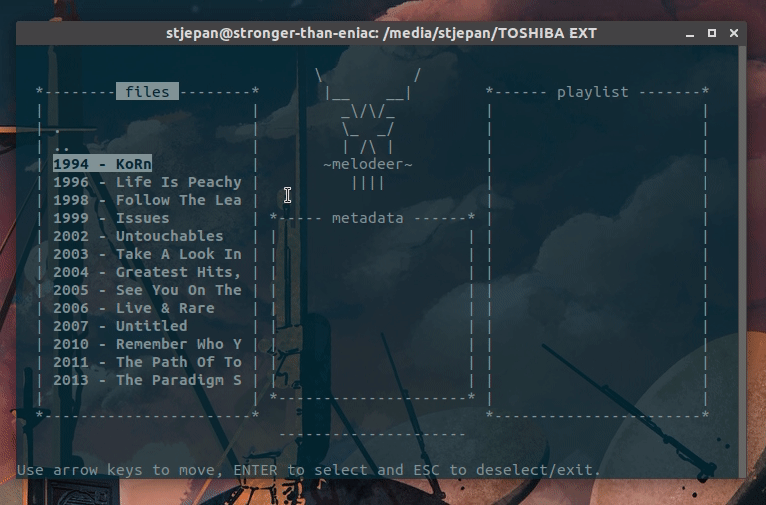 stjepan@stronger-than-eniac: /media/stjepan/TOSHIBA EXT
files
.
..
1994 - KoRn
1996 - Life Is Peachy
1998 - Follow The Lea
1999 - Issues
2002 - Untouchables
2003 - Take A Look In
2004 - Greatest Hits,
2005 - See You On The
2006 - Live & Rare
2007 - Untitled
2010 - Remember Who Y
2011 - The Path Of To
2013 - The Paradigm S
~melodeer~
metadata
playlist
Use arrow keys to move, ENTER to select and ESC to deselect/exit.